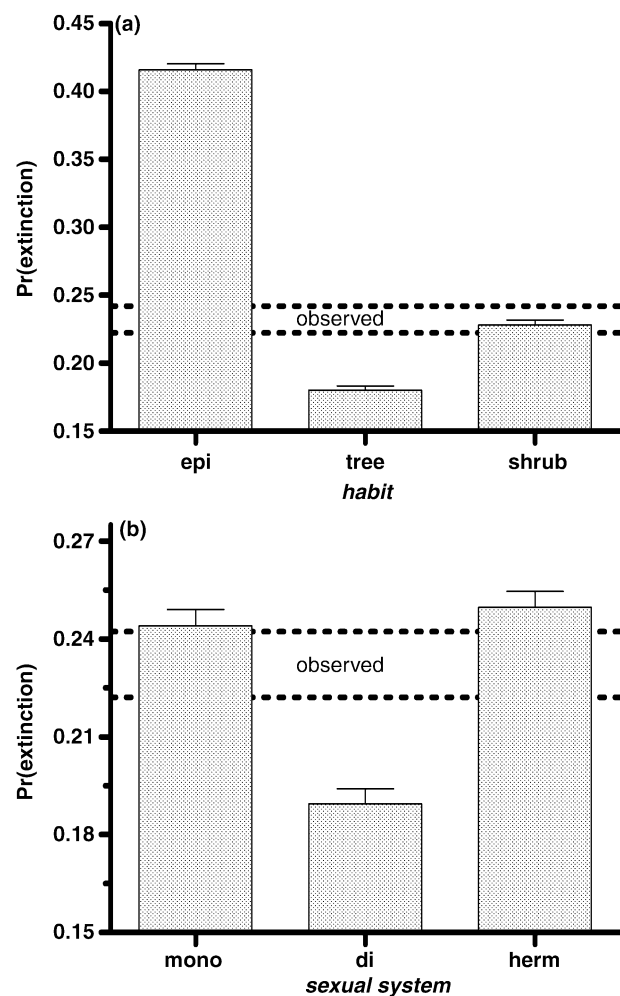 (a)
0.45
0.40
0.35
0.30
0.25
0.20
0.15
Pr(extinction)
observed
epi tree shrub
habit
(b)
0.27
0.24
0.21
0.18
0.15
Pr(extinction)
observed
mono di herm
sexual system